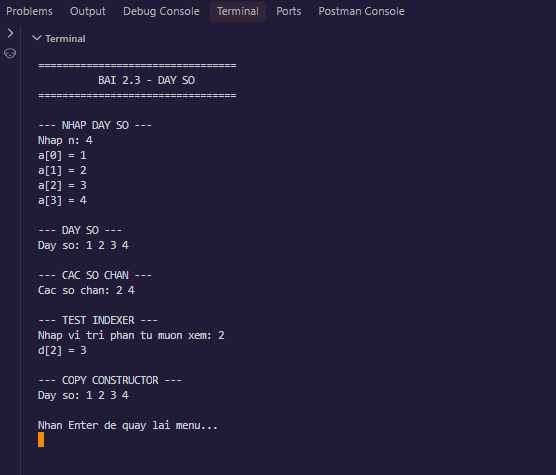 Problems Output Debug Console Terminal Ports Postman Console
Terminal
=================================
BAI 2.3 - DAY SO
=================================
--- NHAP DAY SO ---
Nhap n: 4
a[0] = 1
a[1] = 2
a[2] = 3
a[3] = 4
--- DAY SO ---
Day so: 1 2 3 4
--- CAC SO CHAN ---
Cac so chan: 2 4
--- TEST INDEXER ---
Nhap vi tri phan tu muon xem: 2
d[2] = 3
--- COPY CONSTRUCTOR ---
Day so: 1 2 3 4
Nhan Enter de quay lai menu...